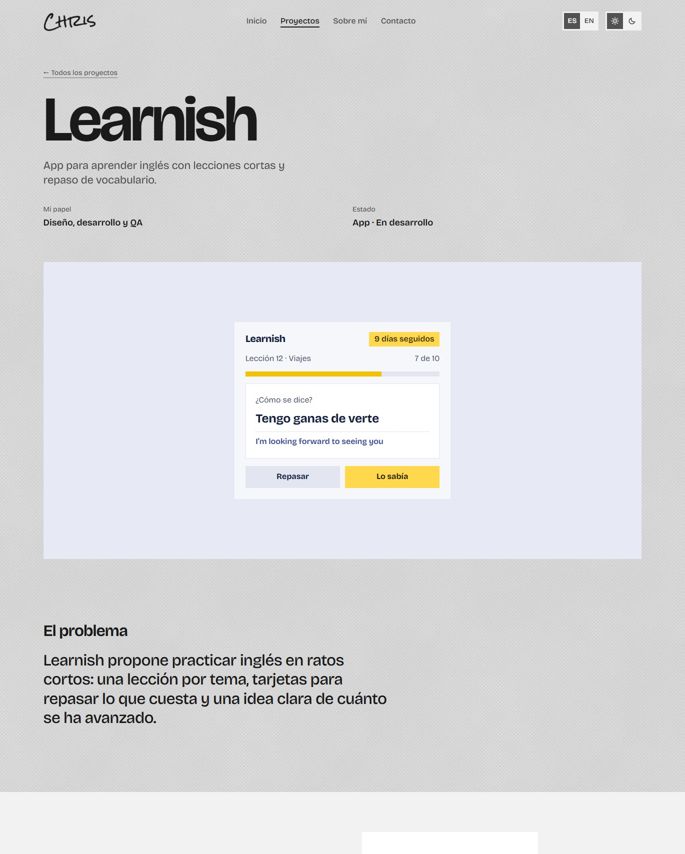 CHRIS
Inicio
Proyectos
Sobre mí
Contacto
ES
EN
← Todos los proyectos
Learnish
App para aprender inglés con lecciones cortas y
repaso de vocabulario.
Mi papel
Diseño, desarrollo y QA
Estado
App · En desarrollo
Learnish
9 días seguidos
Lección 12 · Viajes
7 de 10
¿Cómo se dice?
Tengo ganas de verte
I'm looking forward to seeing you
Repasar
Lo sabía
El problema
Learnish propone practicar inglés en ratos
cortos: una lección por tema, tarjetas para
repasar lo que cuesta y una idea clara de cuánto
se ha avanzado.